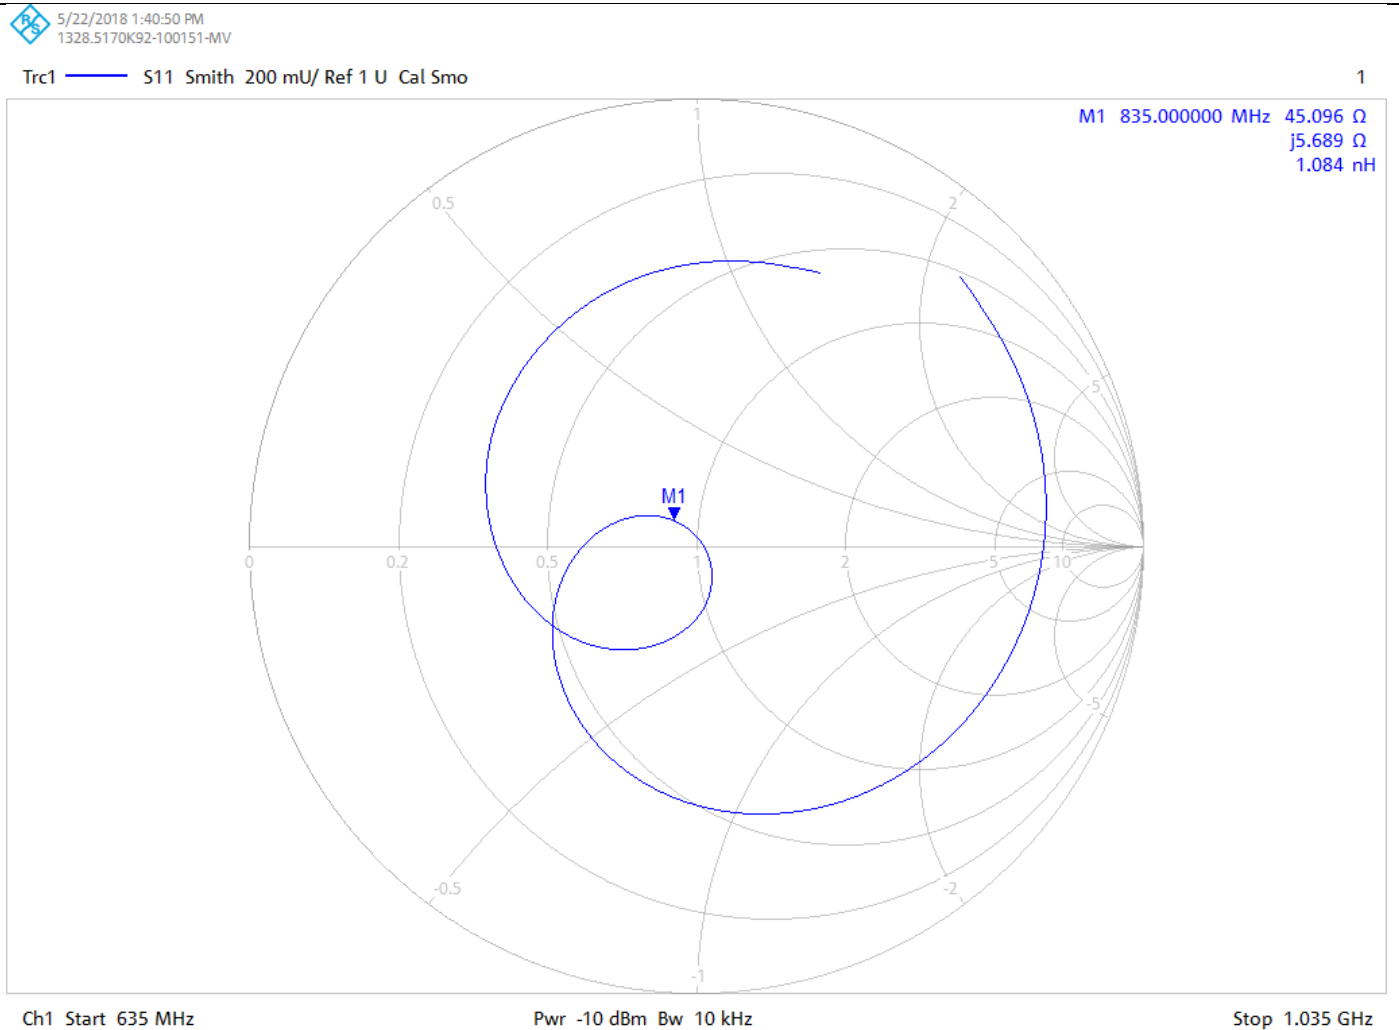 R&S
5/22/2018 1:40:50 PM
1328.5170K92-100151-MV
Trc1 S11 Smith 200 mU/ Ref 1 U Cal Smo 1
M1 835.000000 MHz 45.096 Ω
j5.689 Ω
1.084 nH
1
0.5
2
5
M1
0 0.2 0.5 1 2 5 10
-5
-0.5
-2
-1
Ch1 Start 635 MHz Pwr -10 dBm Bw 10 kHz Stop 1.035 GHz